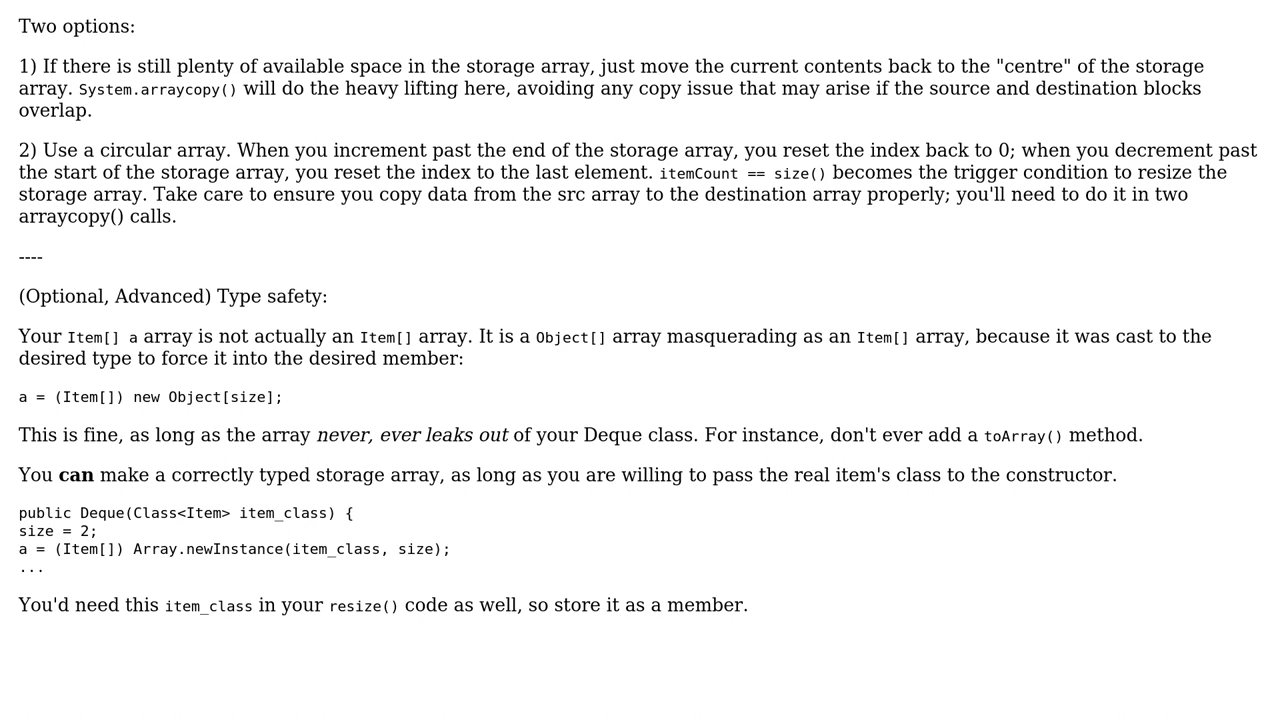 Two options:
1) If there is still plenty of available space in the storage array, just move the current contents back to the "centre" of the storage
array. System.arraycopy() will do the heavy lifting here, avoiding any copy issue that may arise if the source and destination blocks
overlap.
2) Use a circular array. When you increment past the end of the storage array, you reset the index back to 0; when you decrement past
the start of the storage array, you reset the index to the last element. itemCount == size() becomes the trigger condition to resize the
storage array. Take care to ensure you copy data from the src array to the destination array properly; you'll need to do it in two
arraycopy() calls.
----
(Optional, Advanced) Type safety:
Your Item[] a array is not actually an Item[] array. It is a Object[] array masquerading as an Item[] array, because it was cast to the
desired type to force it into the desired member:
a = (Item[]) new Object[size];
This is fine, as long as the array never, ever leaks out of your Deque class. For instance, don't ever add a toArray() method.
You can make a correctly typed storage array, as long as you are willing to pass the real item's class to the constructor.
public Deque(Class<Item> item_class) {
size = 2;
a = (Item[]) Array.newInstance(item_class, size);
...
You'd need this item_class in your resize() code as well, so store it as a member.